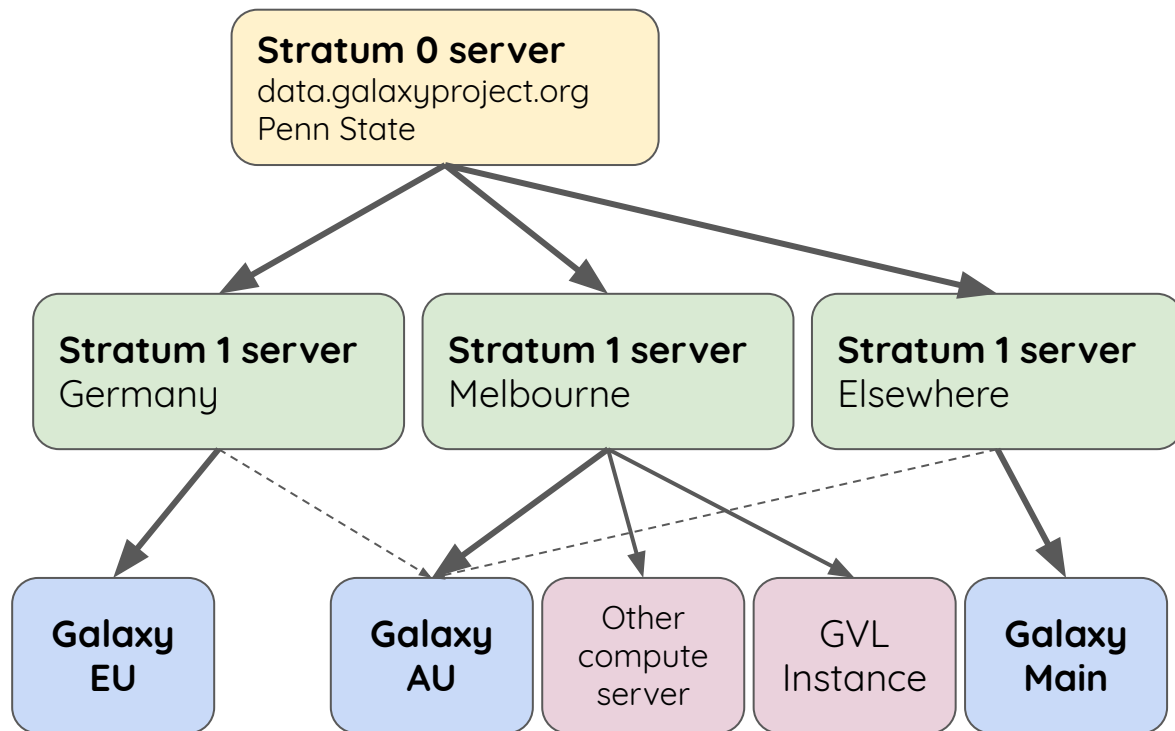 Stratum 0 server
data.galaxyproject.org
Penn State
Stratum 1 server
Germany
Stratum 1 server
Melbourne
Stratum 1 server
Elsewhere
Galaxy
EU
Galaxy
AU
Other
compute
server
GVL
Instance
Galaxy
Main